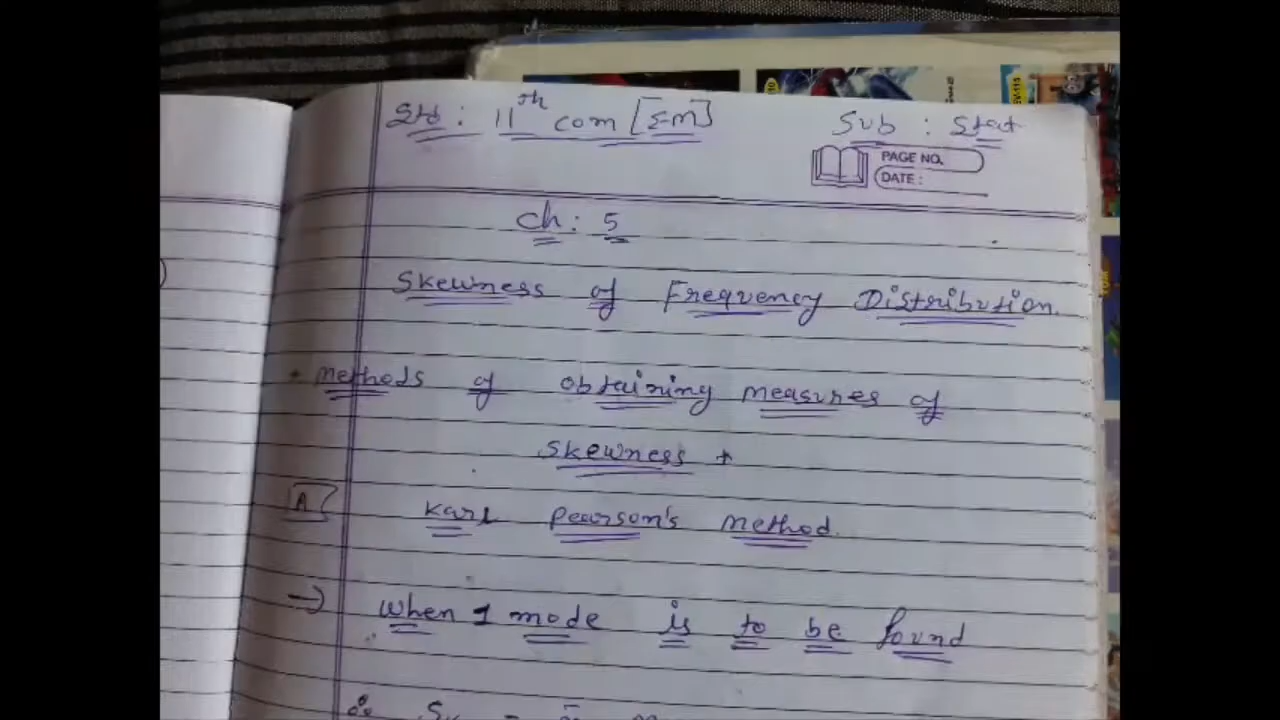 Std : 11th com [EM]
Sub : Stat
PAGE NO.
DATE :
Ch : 5
Skewness of Frequency Distribution.
* methods of obtaining measures of
Skewness *
A
Karl Pearson's method.
→ when 1 mode is to be found